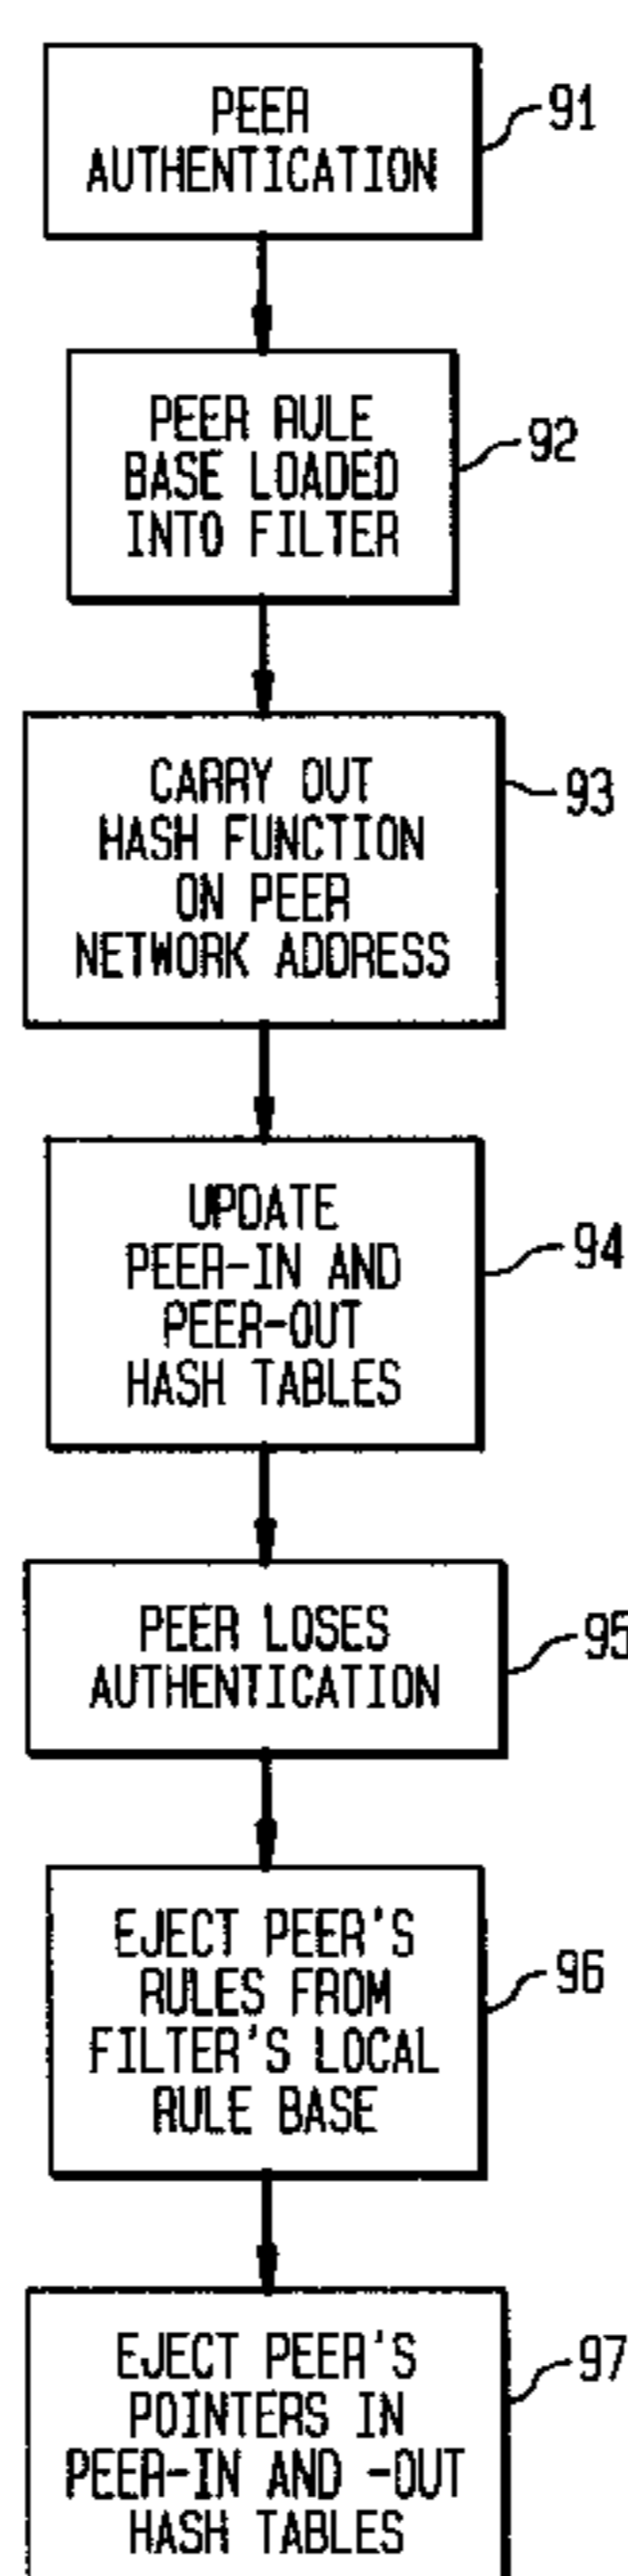 PEER
AUTHENTICATION
91
PEER RULE
BASE LOADED
INTO FILTER
92
CARRY OUT
HASH FUNCTION
ON PEER
NETWORK ADDRESS
93
UPDATE
PEER-IN AND
PEER-OUT
HASH TABLES
94
PEER LOSES
AUTHENTICATION
95
EJECT PEER'S
RULES FROM
FILTER'S LOCAL
RULE BASE
96
EJECT PEER'S
POINTERS IN
PEER-IN AND -OUT
HASH TABLES
97